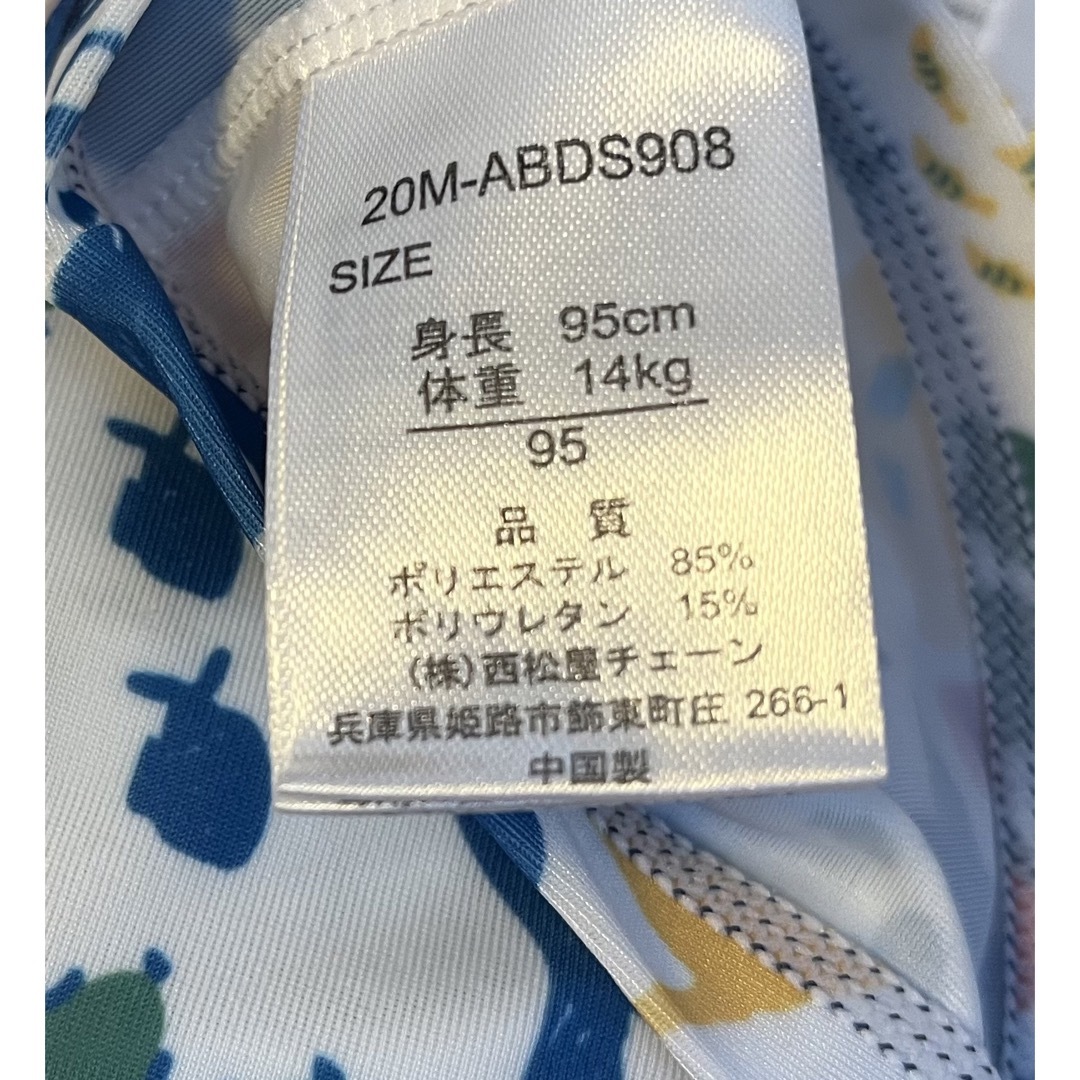 20M-ABDS908
SIZE
身長 95cm
体重 14kg
95
品 質
ポリエステル 85%
ポリウレタン 15%
(株)西松屋チェーン
兵庫県姫路市飾東町庄 266-1
中国製